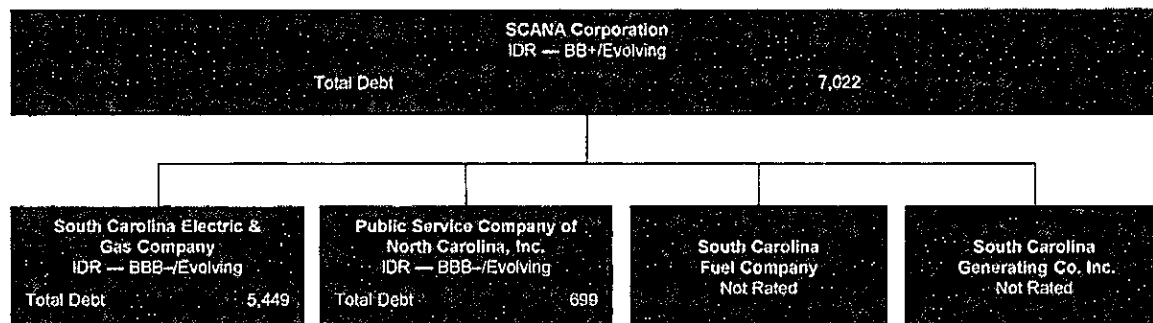 SCANA Corporation
IDR — BB+/Evolving
Total Debt 7,022
South Carolina Electric &
Gas Company
IDR — BBB–/Evolving
Total Debt 5,449
Public Service Company of
North Carolina, Inc.
IDR — BBB–/Evolving
Total Debt 699
South Carolina
Fuel Company
Not Rated
South Carolina
Generating Co. Inc.
Not Rated